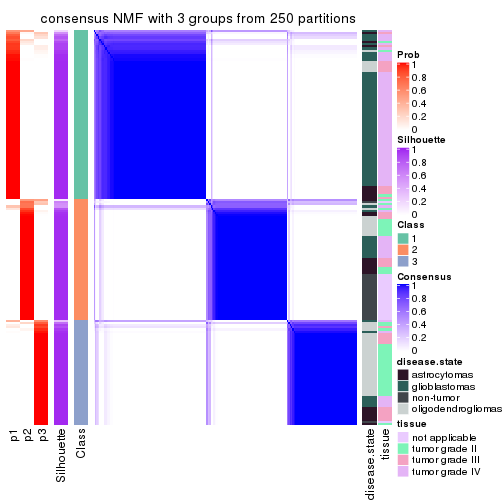 consensus NMF with 3 groups from 250 partitions
Prob
1
0.8
0.6
0.4
0.2
0
Silhouette
1
0.8
0.6
0.4
0.2
0
Class
1
2
3
Consensus
1
0.8
0.6
0.4
0.2
0
disease.state
astrocytomas
glioblastomas
non-tumor
oligodendrogliomas
tissue
not applicable
tumor grade II
tumor grade III
tumor grade IV
p1
p2
p3
Silhouette
Class
disease.state
tissue